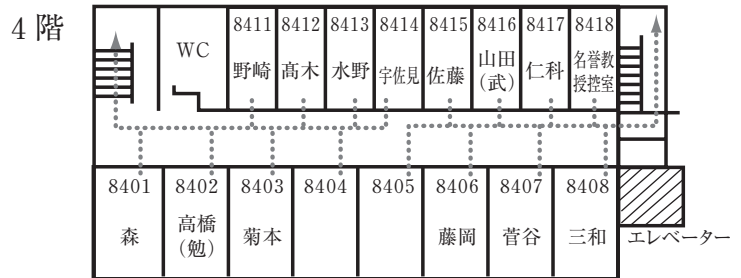 4階
WC
8411
野崎
8412
髙木
8413
水野
8414
宇佐見
8415
佐藤
8416
山田
(武)
8417
仁科
8418
名誉教
授控室
8401
森
8402
高橋
(勉)
8403
菊本
8404
8405
8406
藤岡
8407
菅谷
8408
三和
エレベーター